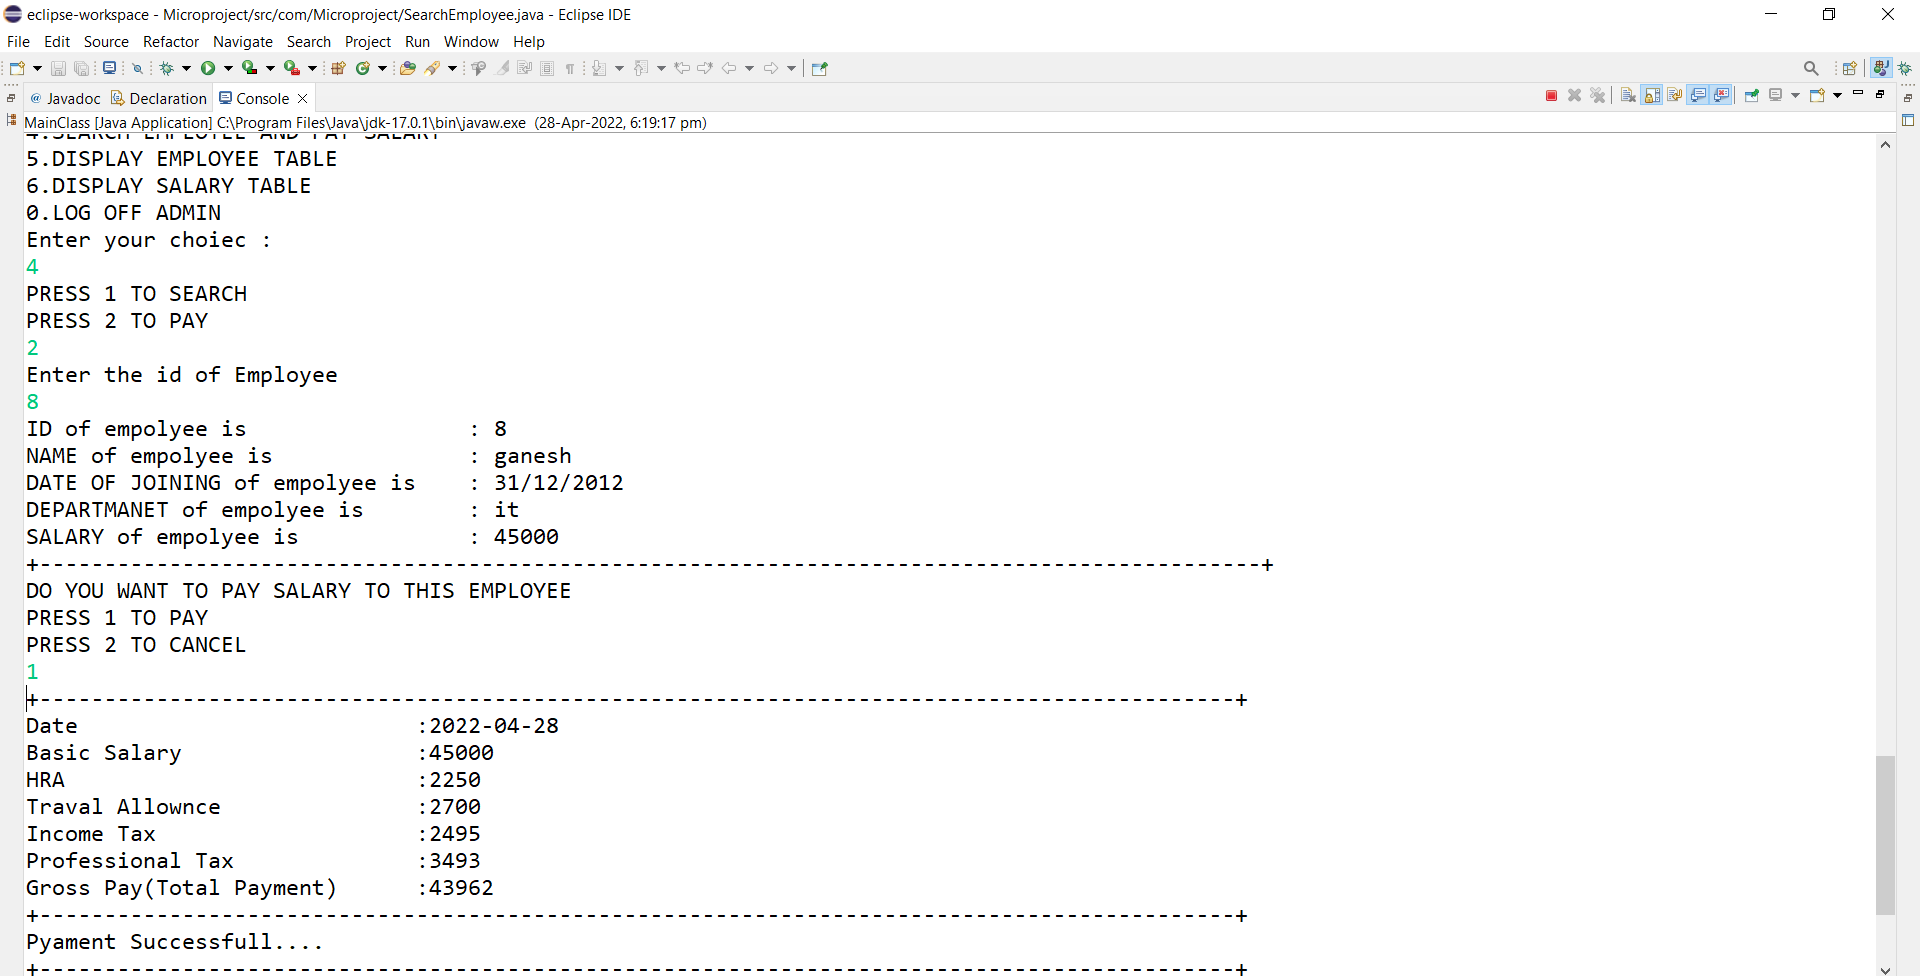 eclipse-workspace - Microproject/src/com/Microproject/SearchEmployee.java - Eclipse IDE
File Edit Source Refactor Navigate Search Project Run Window Help
@ Javadoc Declaration Console
MainClass [Java Application] C:\Program Files\Java\jdk-17.0.1\bin\javaw.exe (28-Apr-2022, 6:19:17 pm)
4.SEARCH EMPLOYEE AND PAY SALARY
5.DISPLAY EMPLOYEE TABLE
6.DISPLAY SALARY TABLE
0.LOG OFF ADMIN
Enter your choiec :
4
PRESS 1 TO SEARCH
PRESS 2 TO PAY
2
Enter the id of Employee
8
ID of empolyee is : 8
NAME of empolyee is : ganesh
DATE OF JOINING of empolyee is : 31/12/2012
DEPARTMANET of empolyee is : it
SALARY of empolyee is : 45000
+----------------------------------------------------------------------------------------------+
DO YOU WANT TO PAY SALARY TO THIS EMPLOYEE
PRESS 1 TO PAY
PRESS 2 TO CANCEL
1
+--------------------------------------------------------------------------------------------+
Date :2022-04-28
Basic Salary :45000
HRA :2250
Traval Allownce :2700
Income Tax :2495
Professional Tax :3493
Gross Pay(Total Payment) :43962
+--------------------------------------------------------------------------------------------+
Pyament Successfull....
+--------------------------------------------------------------------------------------------+